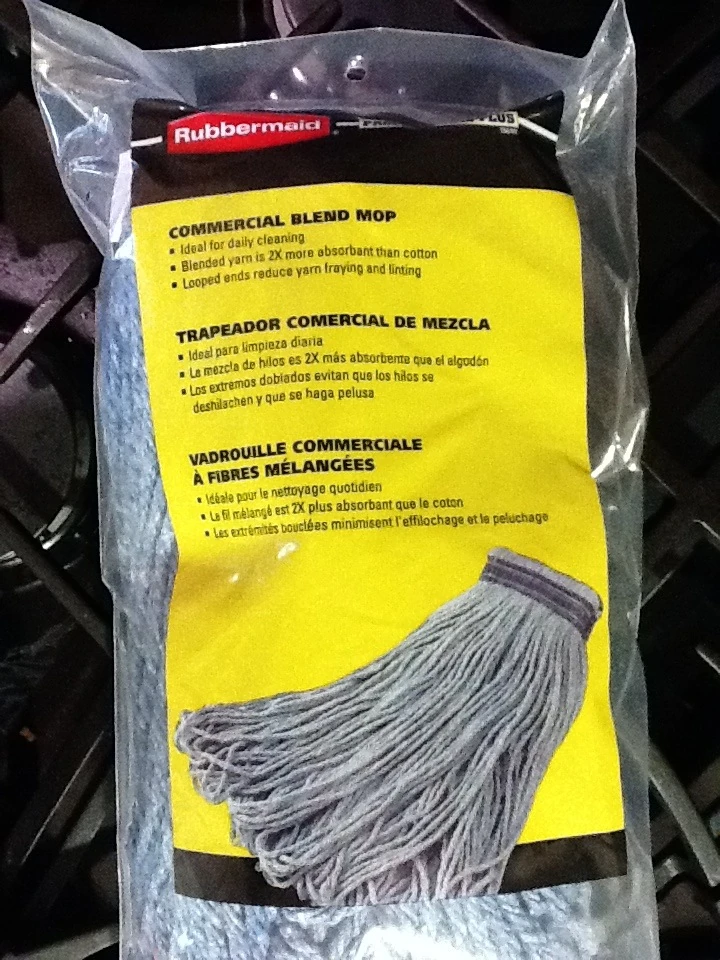 Rubbermaid
PLUS
COMMERCIAL BLEND MOP
▪ Ideal for daily cleaning
▪ Blended yarn is 2X more absorbant than cotton
▪ Looped ends reduce yarn fraying and linting
TRAPEADOR COMERCIAL DE MEZCLA
▪ Ideal para limpieza diaria
▪ La mezcla de hilos es 2X más absorbente que el algodón
▪ Los extremos doblados evitan que los hilos se
deshilachen y que se haga pelusa
VADROUILLE COMMERCIALE
À FIBRES MÉLANGÉES
▪ Idéale pour le nettoyage quotidien
▪ Le fil mélangé est 2X plus absorbant que le coton
▪ Les extrémités bouclées minimisent l'effilochage et le peluchage